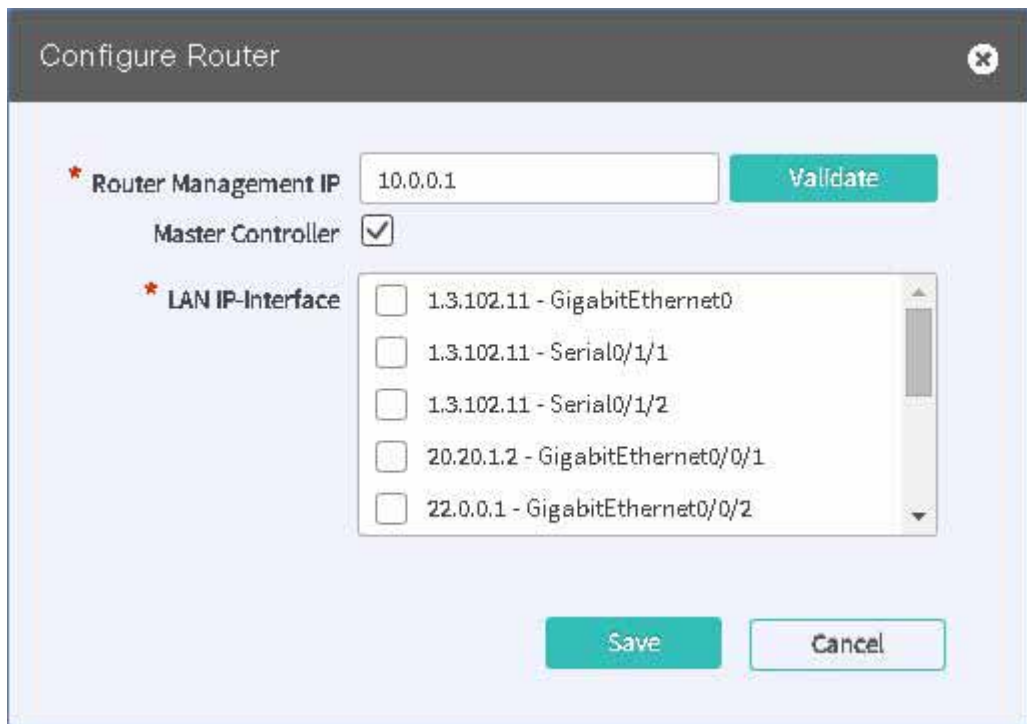 Configure Router
* Router Management IP 10.0.0.1 Validate
Master Controller
* LAN IP-Interface
1.3.102.11 - GigabitEthernet0
1.3.102.11 - Serial0/1/1
1.3.102.11 - Serial0/1/2
20.20.1.2 - GigabitEthernet0/0/1
22.0.0.1 - GigabitEthernet0/0/2
Save Cancel